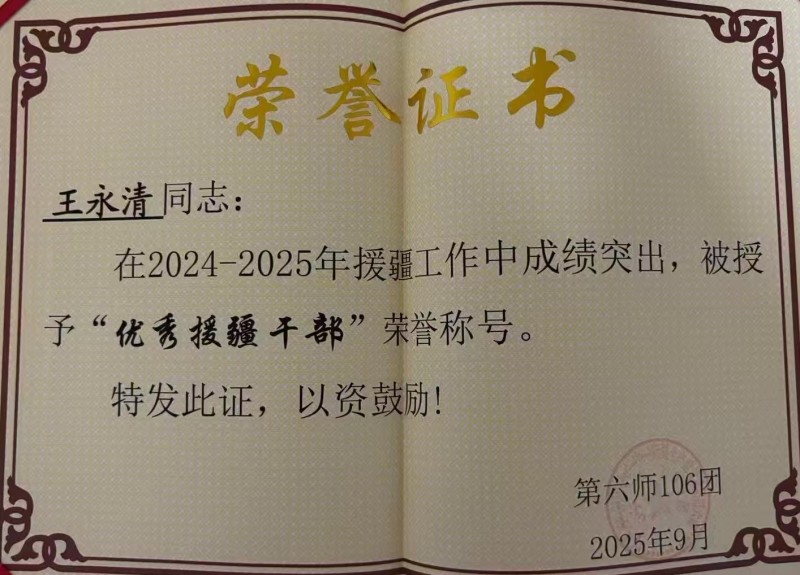 荣誉证书
王永清同志：
在2024-2025年援疆工作中成绩突出，被授
予“优秀援疆干部”荣誉称号。
特发此证，以资鼓励!
第六师106团
2025年9月